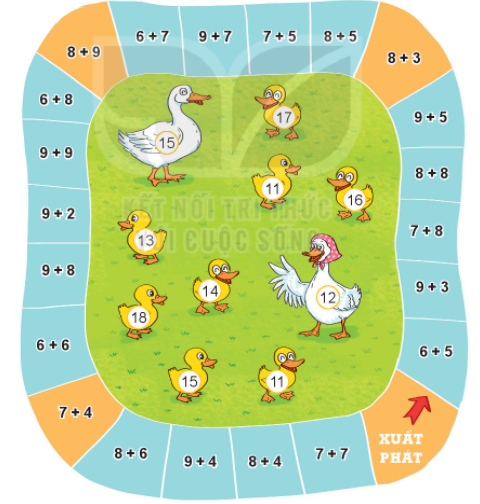 8 + 9
6 + 7
9 + 7
7 + 5
8 + 5
8 + 3
6 + 8
9 + 5
9 + 9
8 + 8
9 + 2
7 + 8
9 + 8
9 + 3
6 + 6
6 + 5
7 + 4
XUẤT
PHÁT
8 + 6
9 + 4
8 + 4
7 + 7
15
17
11
16
KẾT NỐI TRI THỨC
VỚI CUỘC SỐNG
13
14
12
18
15
11